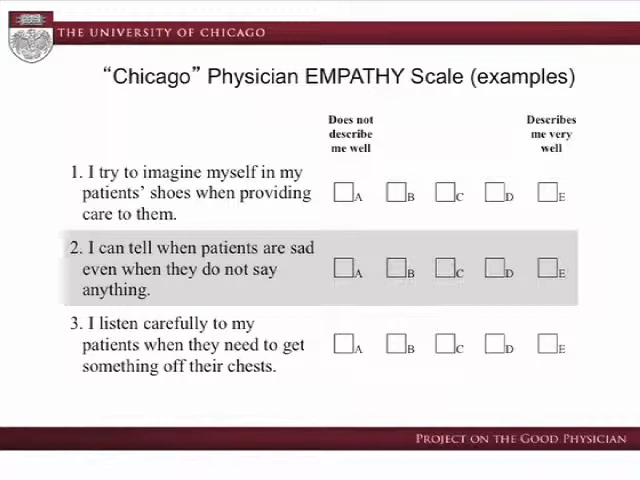 THE UNIVERSITY OF CHICAGO
“Chicago” Physician EMPATHY Scale (examples)
Does not describe me well
Describes me very well
1. I try to imagine myself in my
patients’ shoes when providing
care to them.
A B C D E
2. I can tell when patients are sad
even when they do not say
anything.
A B C D E
3. I listen carefully to my
patients when they need to get
something off their chests.
A B C D E
PROJECT ON THE GOOD PHYSICIAN